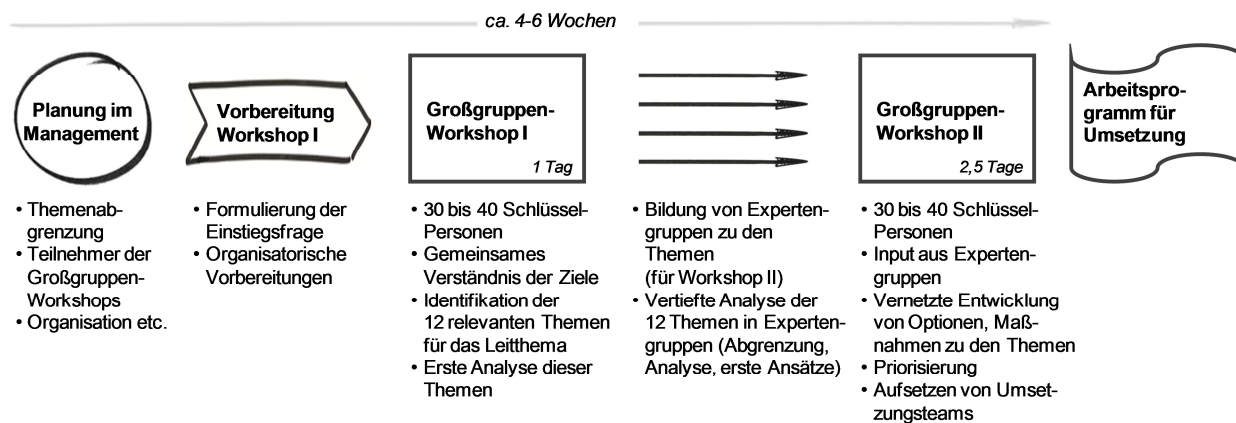 ca. 4-6 Wochen
Planung im
Management
Vorbereitung
Workshop I
Großgruppen-
Workshop I
1 Tag
Großgruppen-
Workshop II
2,5 Tage
Arbeitspro-
gramm für
Umsetzung
• Themenab-
grenzung
• Teilnehmer der
Großgruppen-
Workshops
• Organisation etc.
• Formulierung der
Einstiegsfrage
• Organisatorische
Vorbereitungen
• 30 bis 40 Schlüssel-
Personen
• Gemeinsames
Verständnis der Ziele
• Identifikation der
12 relevanten Themen
für das Leitthema
• Erste Analyse dieser
Themen
• Bildung von Experten-
gruppen zu den
Themen
(für Workshop II)
• Vertiefte Analyse der
12 Themen in Experten-
gruppen (Abgrenzung,
Analyse, erste Ansätze)
• 30 bis 40 Schlüssel-
Personen
• Input aus Experten-
gruppen
• Vernetzte Entwicklung
von Optionen, Maß-
nahmen zu den Themen
• Priorisierung
• Aufsetzen von Umset-
zungsteams